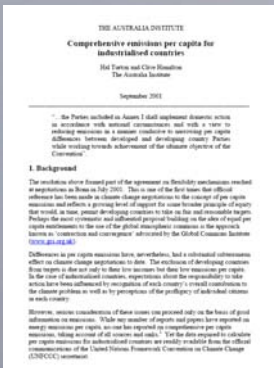 THE AUSTRALIA INSTITUTE
Comprehensive emissions per capita for
industrialised countries
Hal Turton and Clive Hamilton
The Australia Institute
September 2001
"... the Parties included in Annex I shall implement domestic action
in accordance with national circumstances and with a view to
reducing emissions in a manner conducive to narrowing per capita
differences between developed and developing country Parties
while working towards achievement of the ultimate objective of the
Convention".
1. Background
The resolution above formed part of the agreement on flexibility mechanisms reached
at negotiations in Bonn in July 2001. This is one of the first times that official
reference has been made in climate change negotiations to the concept of per capita
emissions and reflects a growing level of support for some broader principle of equity
that would, in time, permit developing countries to take on fair and reasonable targets.
Perhaps the most systematic and influential proposal building on the idea of equal per
capita entitlements to the use of the global atmospheric commons is the approach
known as 'contraction and convergence' advocated by the Global Commons Institute
(www.gci.org.uk).
Differences in per capita emissions have, nevertheless, had a substantial
effect on climate change negotiations to date. The exclusion of developing countries
from targets is due not only to their low incomes but their low emissions per capita.
In the case of industrialised countries, expectations about the responsibility to take
action have been influenced by recognition of each country's overall contribution to
the climate problem as well by perceptions of the profligacy of individual citizens
in each country.
However, serious consideration of these issues can proceed only on the basis of good
information on emissions. While any number of reports and papers have reported on
energy emissions per capita, no one has reported on comprehensive per capita
emissions, taking account of all sources and sinks.¹ Yet the data required to calculate
per capita emissions for industrialised countries are readily available from the official
communications of the United Nations Framework Convention on Climate Change
(UNFCCC) secretariat.